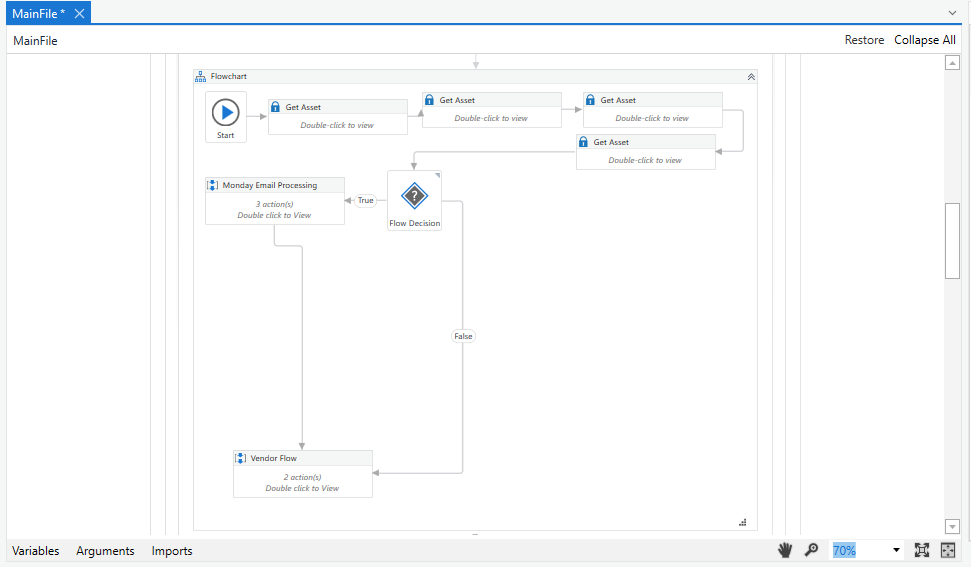 MainFile *
MainFile
Restore
Collapse All
Flowchart
Start
Get Asset
Double-click to view
Get Asset
Double-click to view
Get Asset
Double-click to view
Get Asset
Double-click to view
Monday Email Processing
3 action(s)
Double click to View
True
Flow Decision
False
Vendor Flow
2 action(s)
Double click to View
Variables
Arguments
Imports
70%